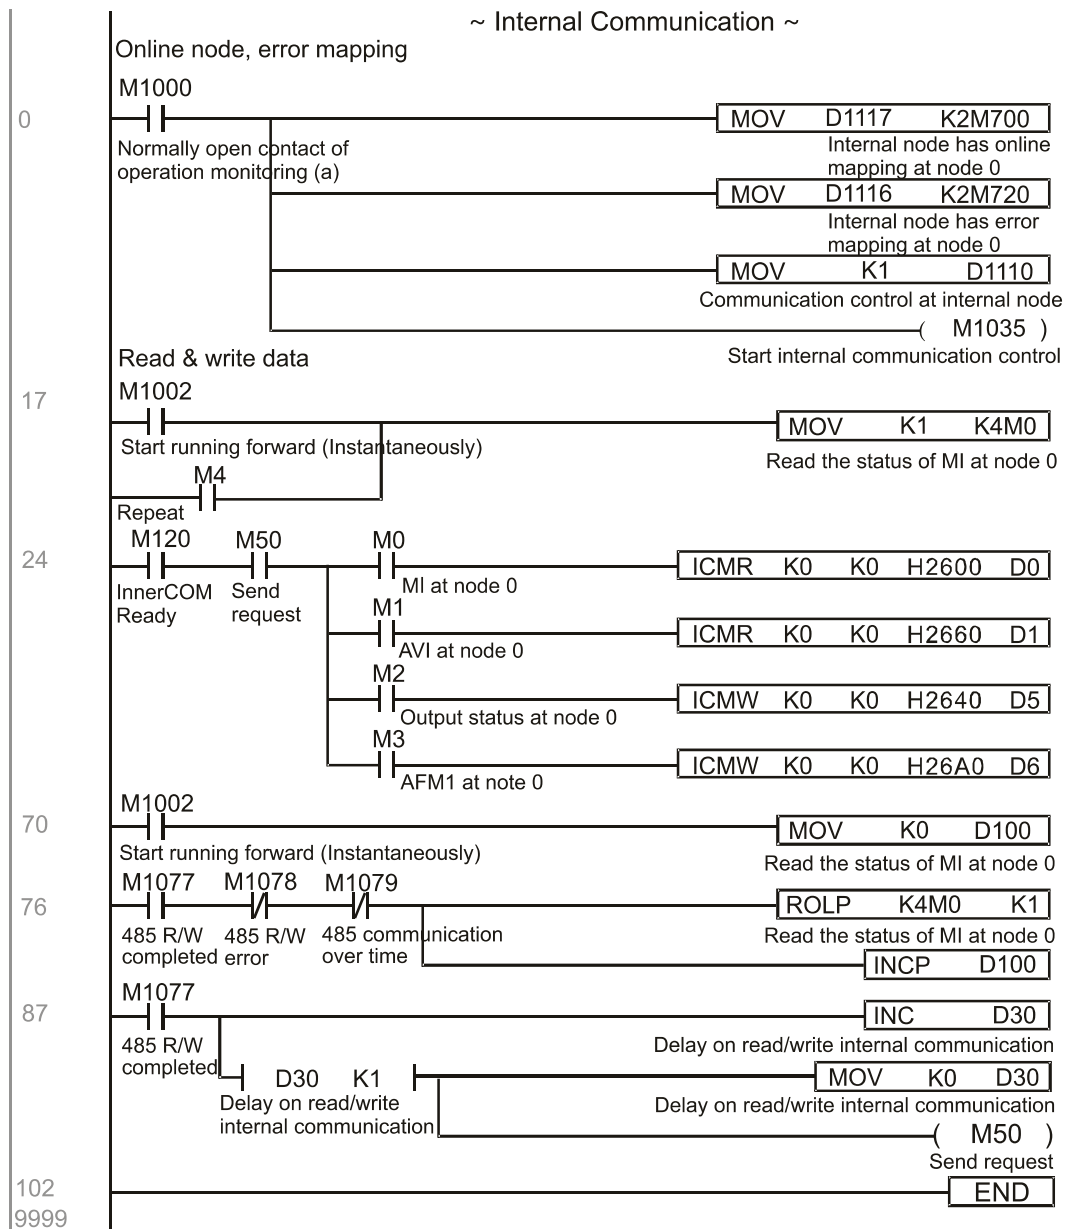 ~ Internal Communication ~
Online node, error mapping
M1000
0
MOV D1117 K2M700
Normally open contact of
operation monitoring (a)
Internal node has online
mapping at node 0
MOV D1116 K2M720
Internal node has error
mapping at node 0
MOV K1 D1110
Communication control at internal node
( M1035 )
Start internal communication control
Read & write data
M1002
17
MOV K1 K4M0
Start running forward (Instantaneously)
Read the status of MI at node 0
M4
Repeat
M120 M50 M0
24
ICMR K0 K0 H2600 D0
InnerCOM
Ready
Send
request
MI at node 0
M1
ICMR K0 K0 H2660 D1
AVI at node 0
M2
ICMW K0 K0 H2640 D5
Output status at node 0
M3
ICMW K0 K0 H26A0 D6
AFM1 at note 0
M1002
70
MOV K0 D100
Start running forward (Instantaneously)
Read the status of MI at node 0
M1077 M1078 M1079
76
ROLP K4M0 K1
485 R/W
completed
485 R/W
error
485 communication
over time
Read the status of MI at node 0
INCP D100
M1077
87
INC D30
485 R/W
completed
Delay on read/write internal communication
D30 K1
MOV K0 D30
Delay on read/write
internal communication
Delay on read/write internal communication
( M50 )
Send request
102
END
9999